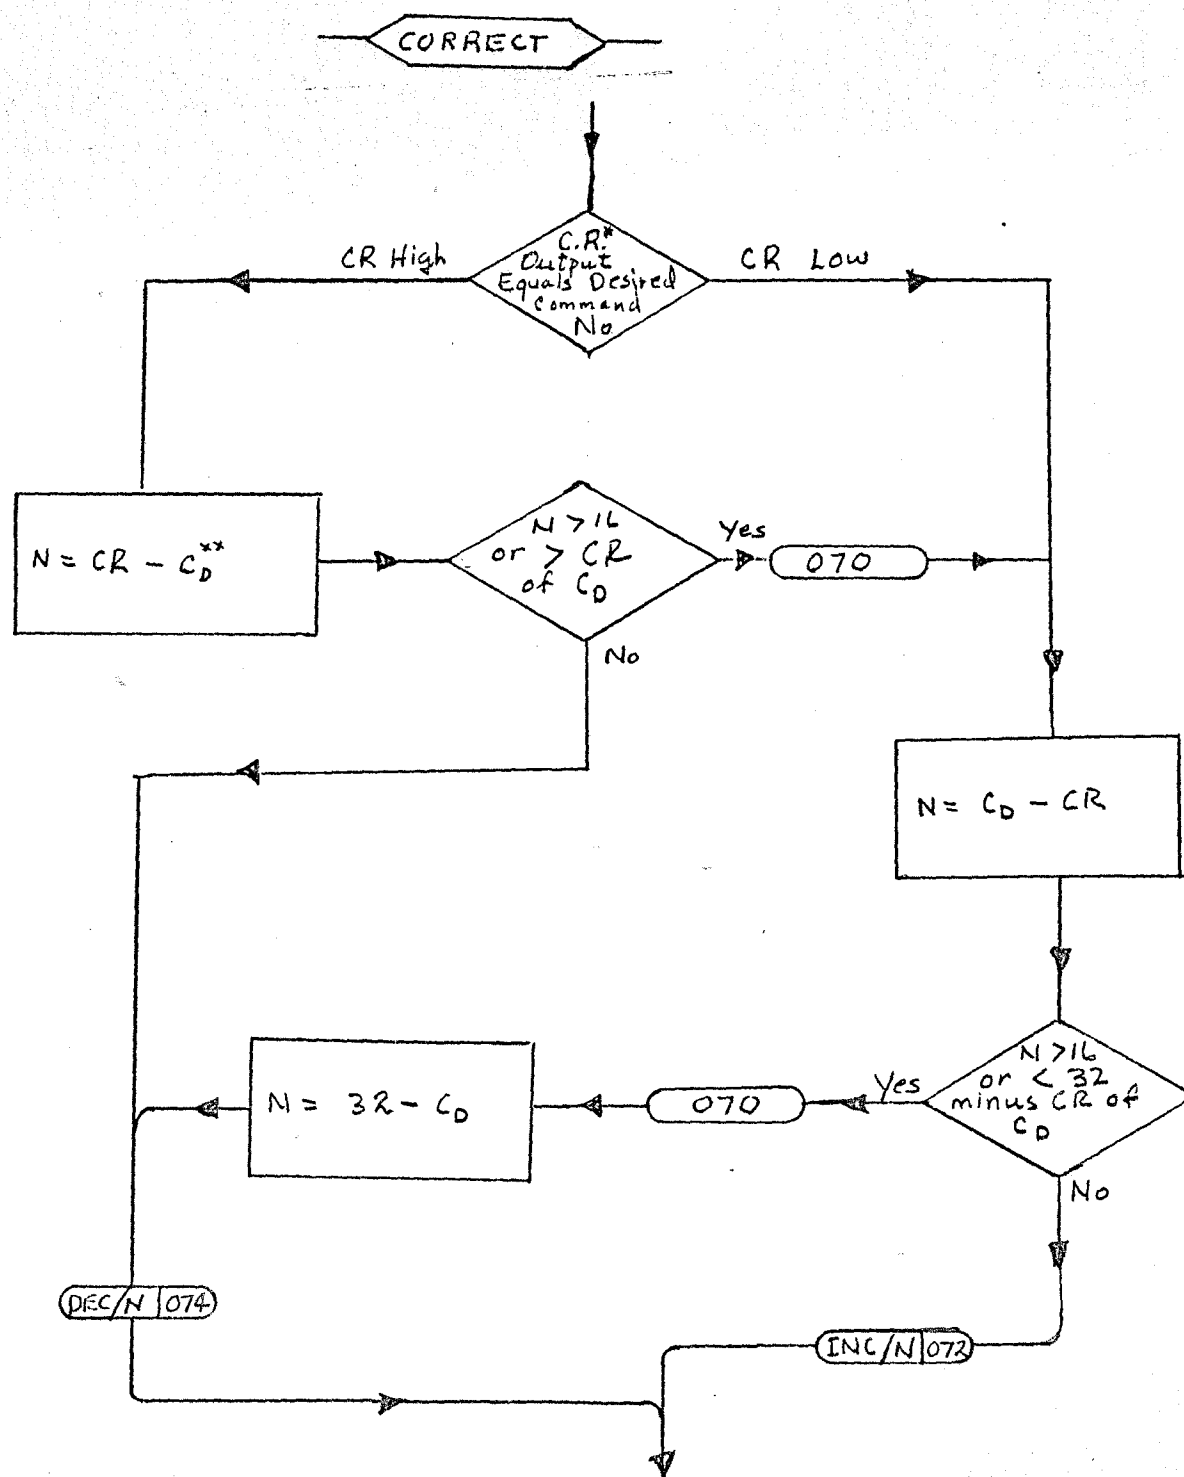 CORRECT
C.R.*
Output
Equals Desired
Command
No
CR High
CR Low
N = CR - C_D**
N > 16
or > CR
of C_D
Yes
070
No
N = C_D - CR
N > 16
or < 32
minus CR of
C_D
Yes
070
N = 32 - C_D
No
DEC/N 074
INC/N 072